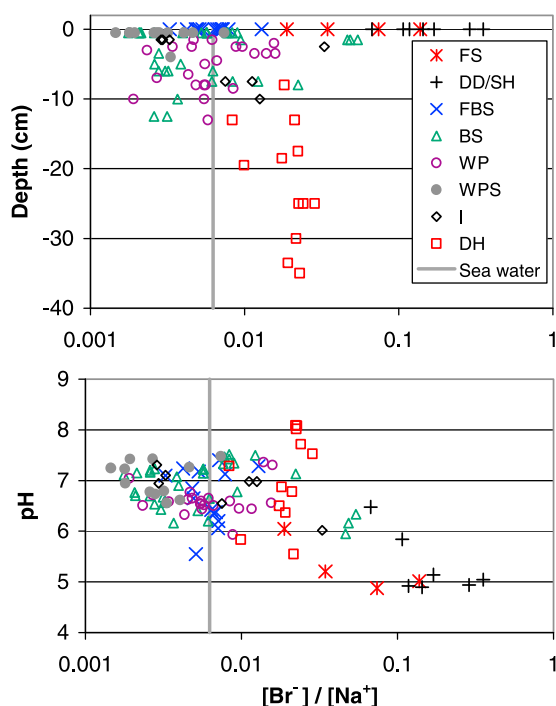 0
-10
-20
-30
-40
Depth (cm)
0.001
0.01
0.1
1
FS
DD/SH
FBS
BS
WP
WPS
I
DH
Sea water
9
8
7
6
5
4
pH
0.001
0.01
0.1
1
[Br⁻] / [Na⁺]